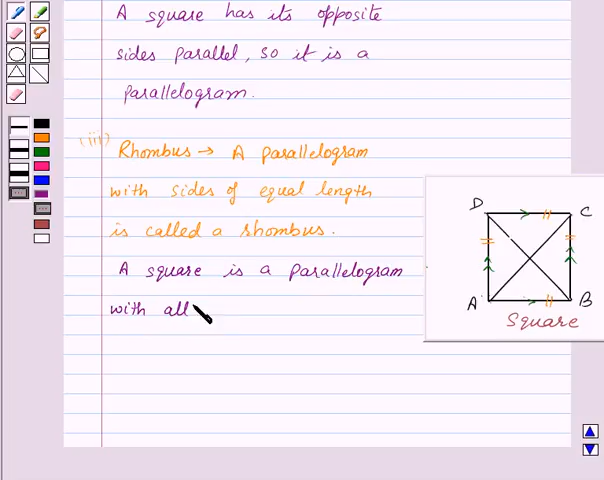 A square has its opposite
sides parallel, so it is a
parallelogram.
(iii) Rhombus → A parallelogram
with sides of equal length
is called a rhombus.
A square is a parallelogram
with all
D C
A B
Square